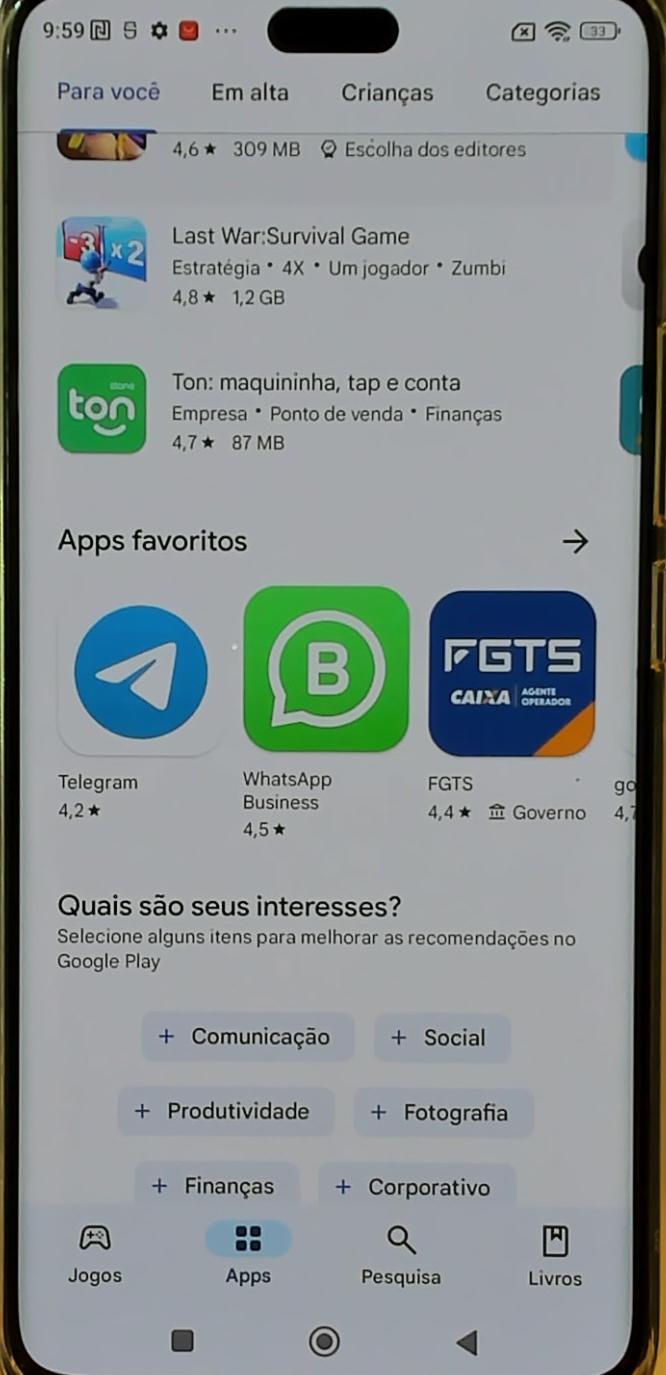 9:59
33
Para você Em alta Crianças Categorias
4,6★ 309 MB Escolha dos editores
-3 x2
Last War:Survival Game
Estratégia • 4X • Um jogador • Zumbi
4,8★ 1,2 GB
stone
ton
Ton: maquininha, tap e conta
Empresa • Ponto de venda • Finanças
4,7★ 87 MB
Apps favoritos
B
FGTS
CAIXA AGENTE
OPERADOR
Telegram
4,2★
WhatsApp
Business
4,5★
FGTS
4,4★ Governo
go
4,7
Quais são seus interesses?
Selecione alguns itens para melhorar as recomendações no
Google Play
+ Comunicação + Social
+ Produtividade + Fotografia
+ Finanças + Corporativo
Jogos Apps Pesquisa Livros